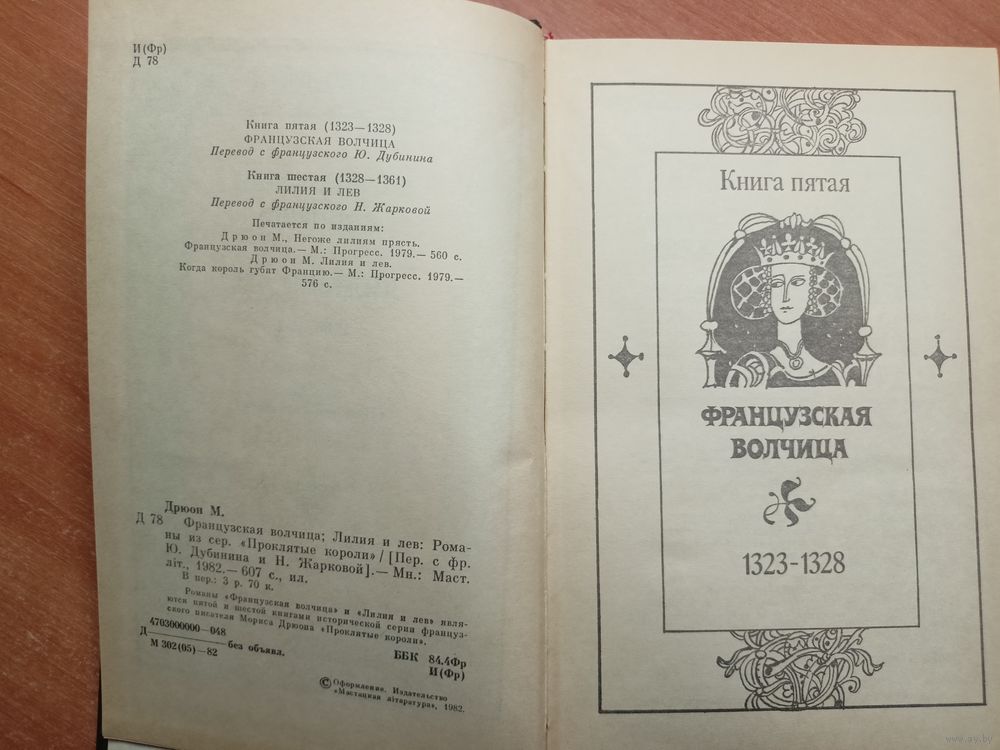 И (Фр)
Д 78
Книга пятая (1323—1328)
ФРАНЦУЗСКАЯ ВОЛЧИЦА
Перевод с французского Ю. Дубинина
Книга шестая (1328—1361)
ЛИЛИЯ И ЛЕВ
Перевод с французского Н. Жарковой
Печатается по изданиям:
Дрюон М., Негоже лилиям прясть.
Французская волчица.— М.: Прогресс. 1979.— 560 с.
Дрюон М. Лилия и лев.
Когда король губит Францию.— М.: Прогресс. 1979.—
576 с.
Дрюон М.
Д 78 Французская волчица; Лилия и лев: Рома-
ны из сер. «Проклятые короли» / [Пер. с фр.
Ю. Дубинина и Н. Жарковой].— Мн.: Маст.
літ., 1982.— 607 с., ил.
В пер.: 3 р. 70 к.
Романы «Французская волчица» и «Лилия и лев» явля-
ются пятой и шестой книгами исторической серии француз-
ского писателя Мориса Дрюона «Проклятые короли».
4703000000—048
Д без объявл.
М 302(05)—82
ББК 84.4Фр
И(Фр)
© Оформление. Издательство
«Мастацкая літаратура», 1982.
Книга пятая
ФРАНЦУЗСКАЯ
ВОЛЧИЦА
1323-1328
www.ay.by